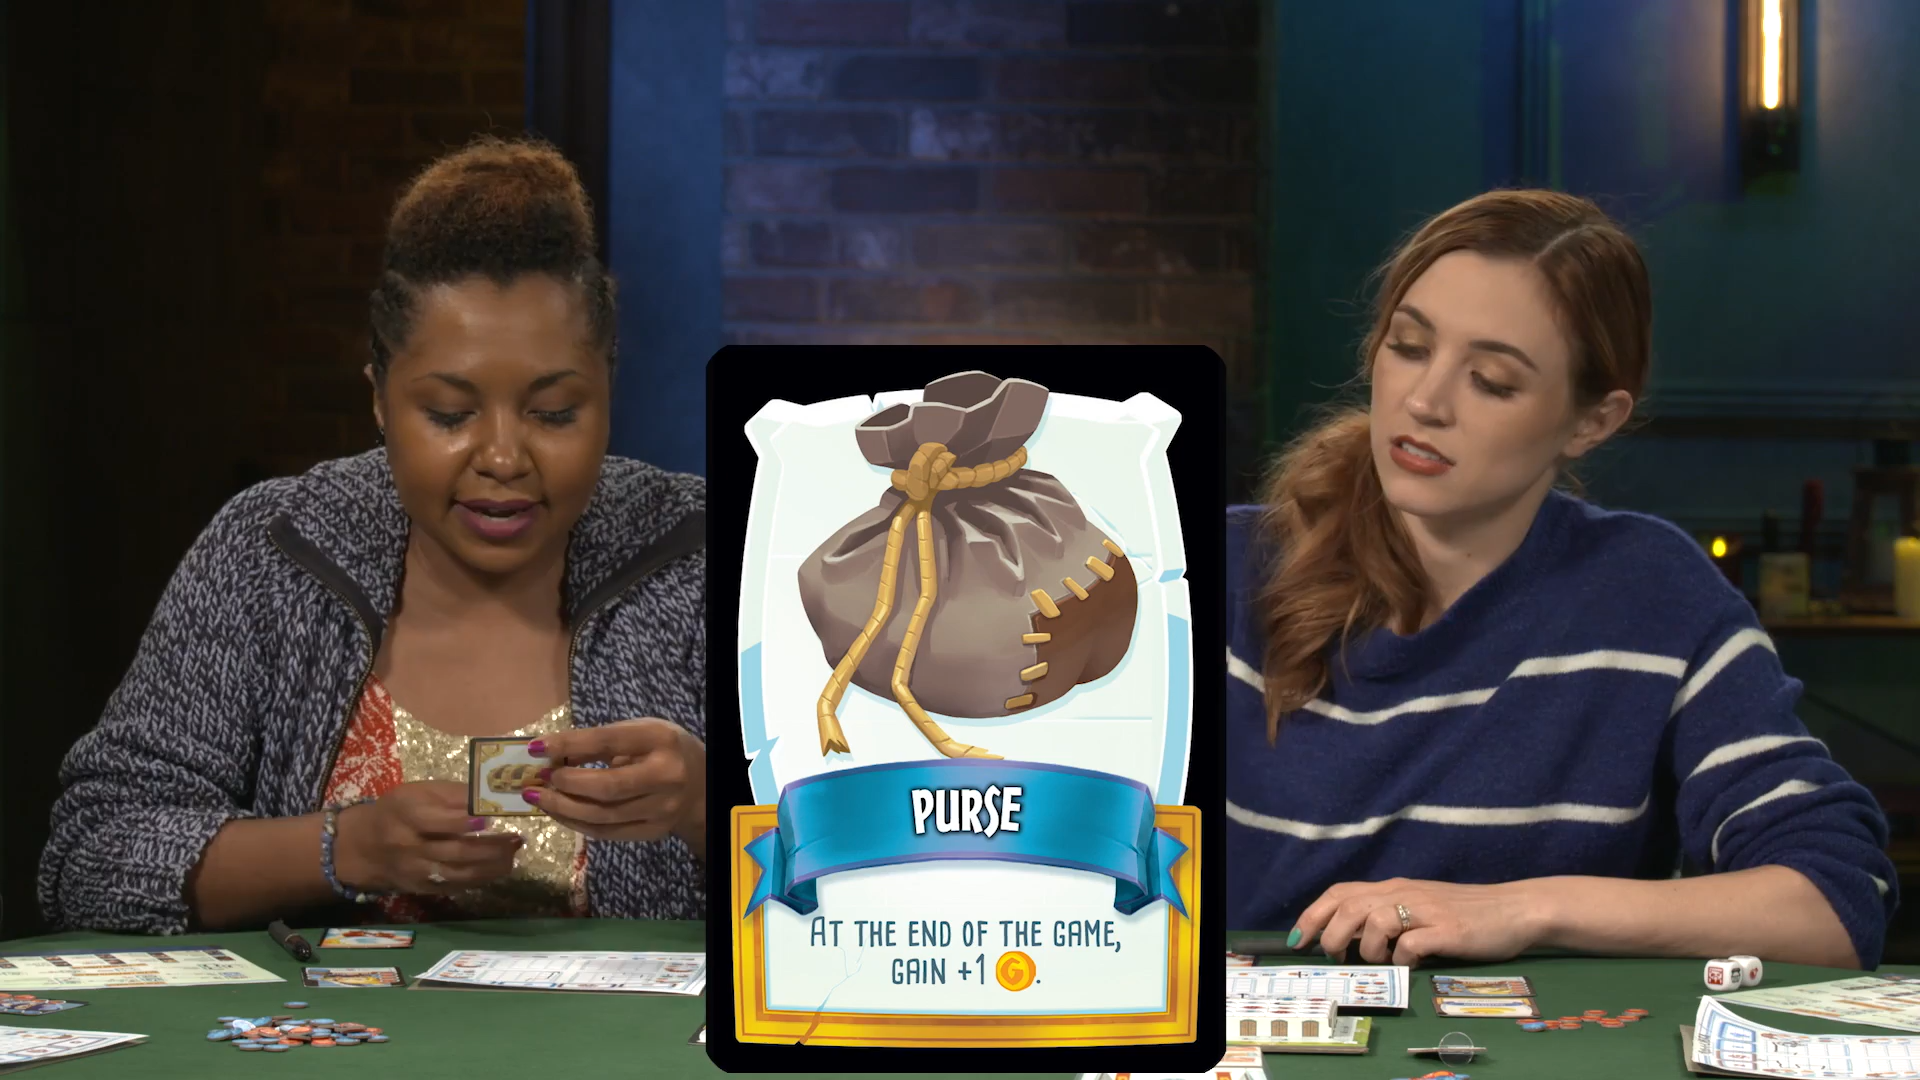 PURSE
AT THE END OF THE GAME,
GAIN +1 G.